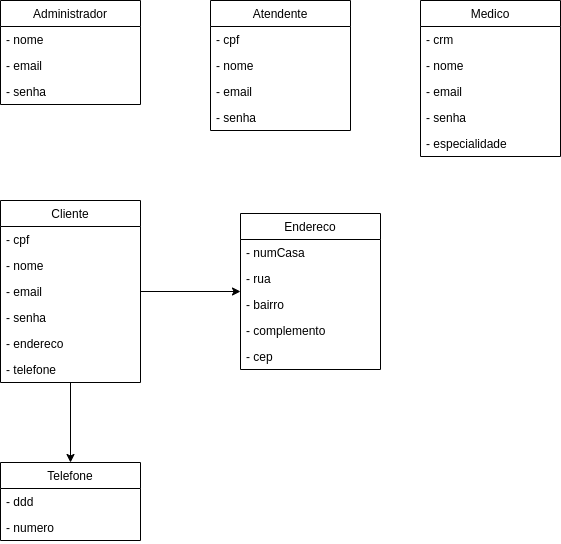 Administrador
- nome
- email
- senha
Atendente
- cpf
- nome
- email
- senha
Medico
- crm
- nome
- email
- senha
- especialidade
Cliente
- cpf
- nome
- email
- senha
- endereco
- telefone
Endereco
- numCasa
- rua
- bairro
- complemento
- cep
Telefone
- ddd
- numero